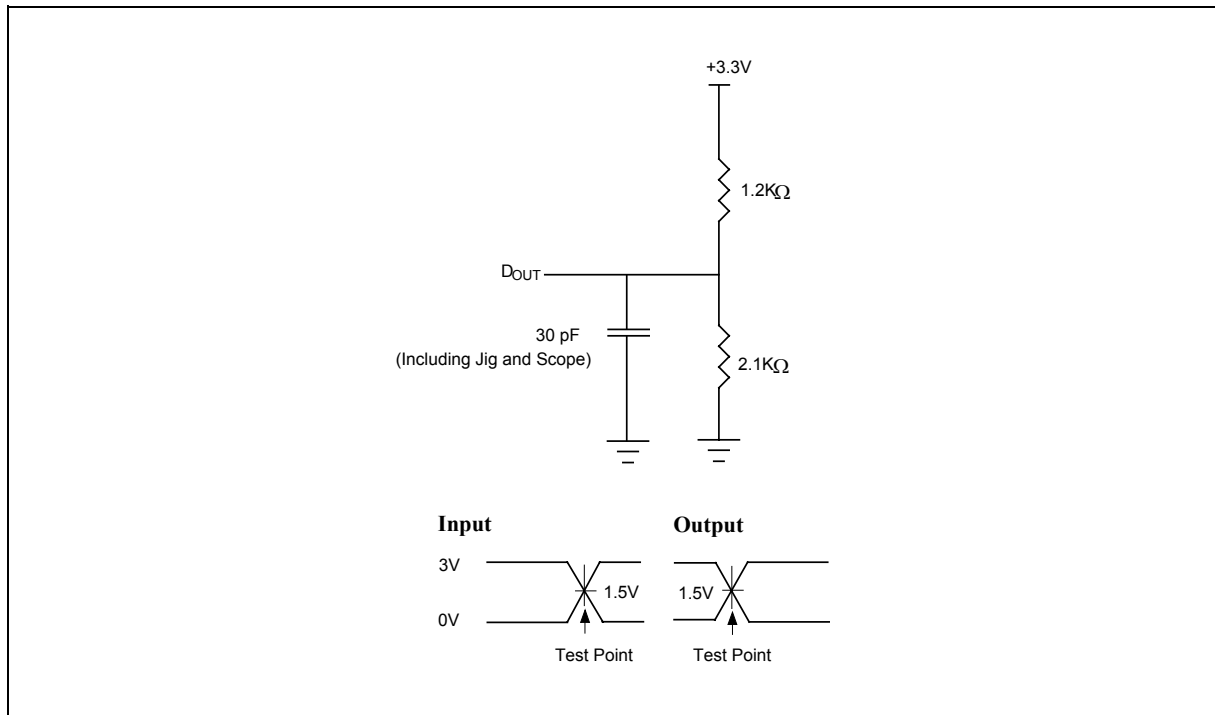 +3.3V
1.2KΩ
DOUT
30 pF
(Including Jig and Scope)
2.1KΩ
Input
Output
3V
1.5V
1.5V
0V
Test Point
Test Point